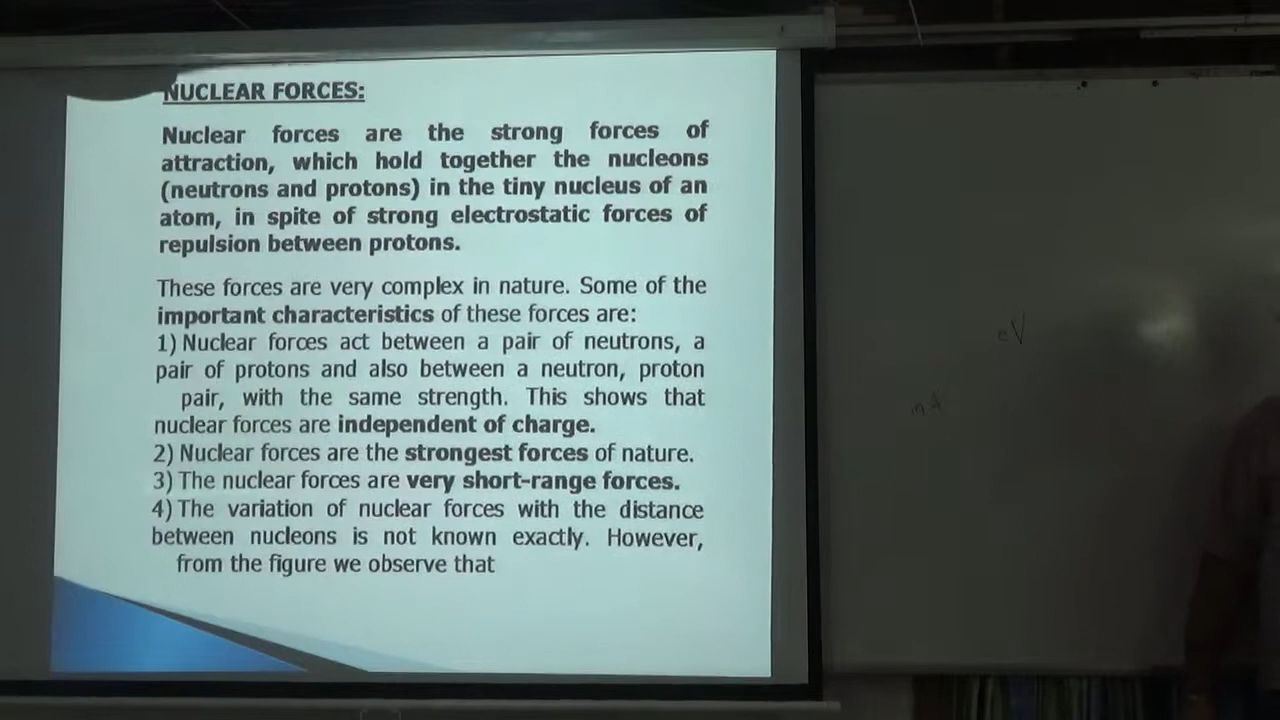 NUCLEAR FORCES:
Nuclear forces are the strong forces of
attraction, which hold together the nucleons
(neutrons and protons) in the tiny nucleus of an
atom, in spite of strong electrostatic forces of
repulsion between protons.
These forces are very complex in nature. Some of the
important characteristics of these forces are:
1) Nuclear forces act between a pair of neutrons, a
pair of protons and also between a neutron, proton
pair, with the same strength. This shows that
nuclear forces are independent of charge.
2) Nuclear forces are the strongest forces of nature.
3) The nuclear forces are very short-range forces.
4) The variation of nuclear forces with the distance
between nucleons is not known exactly. However,
from the figure we observe that
eV